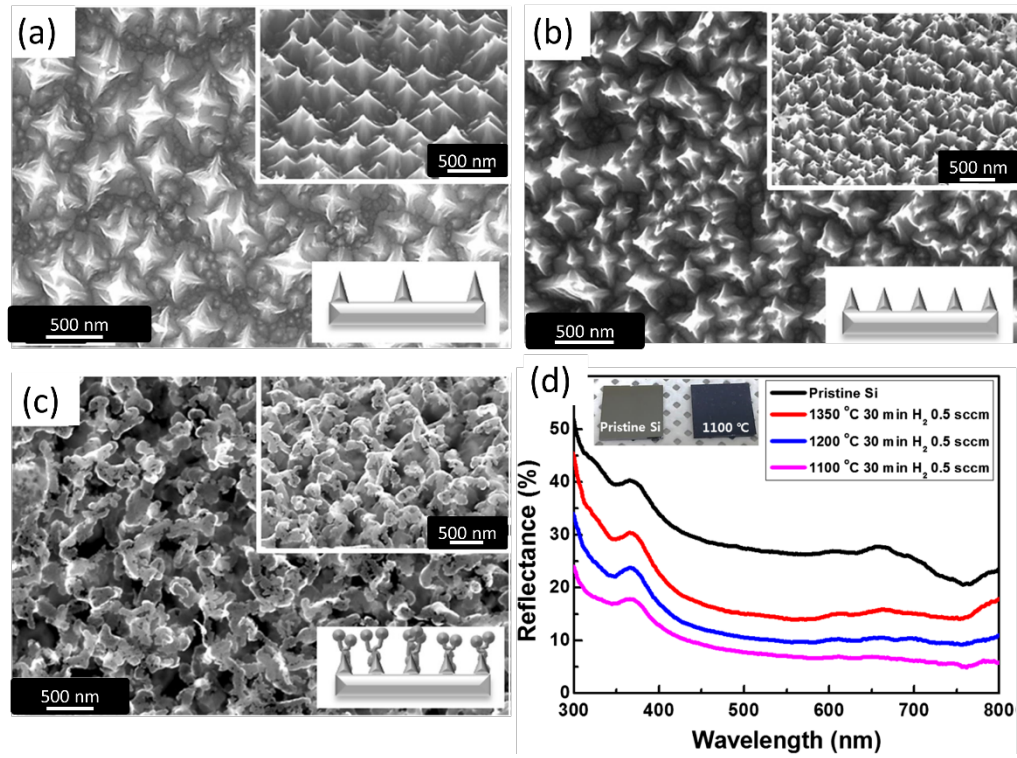 (a)
500 nm
500 nm
(b)
500 nm
500 nm
(c)
500 nm
500 nm
(d)
Pristine Si
1100 ℃
Pristine Si
1350 °C 30 min H₂ 0.5 sccm
1200 °C 30 min H₂ 0.5 sccm
1100 °C 30 min H₂ 0.5 sccm
Reflectance (%)
50
40
30
20
10
0
300
400
500
600
700
800
Wavelength (nm)